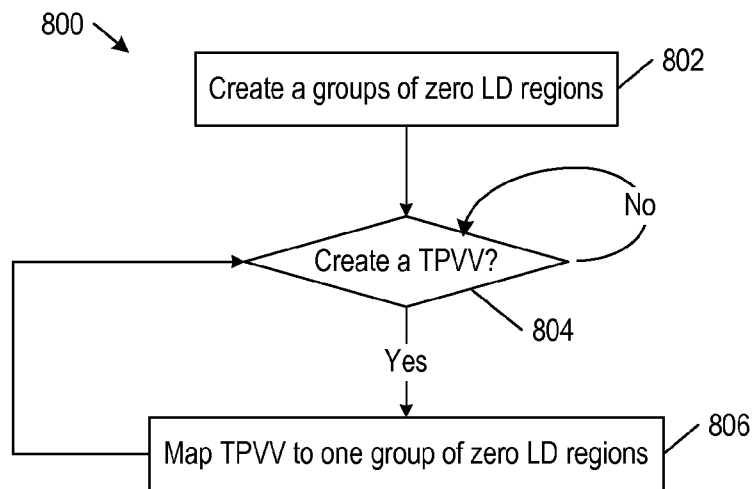 800
802
Create a groups of zero LD regions
No
Create a TPVV?
804
Yes
806
Map TPVV to one group of zero LD regions